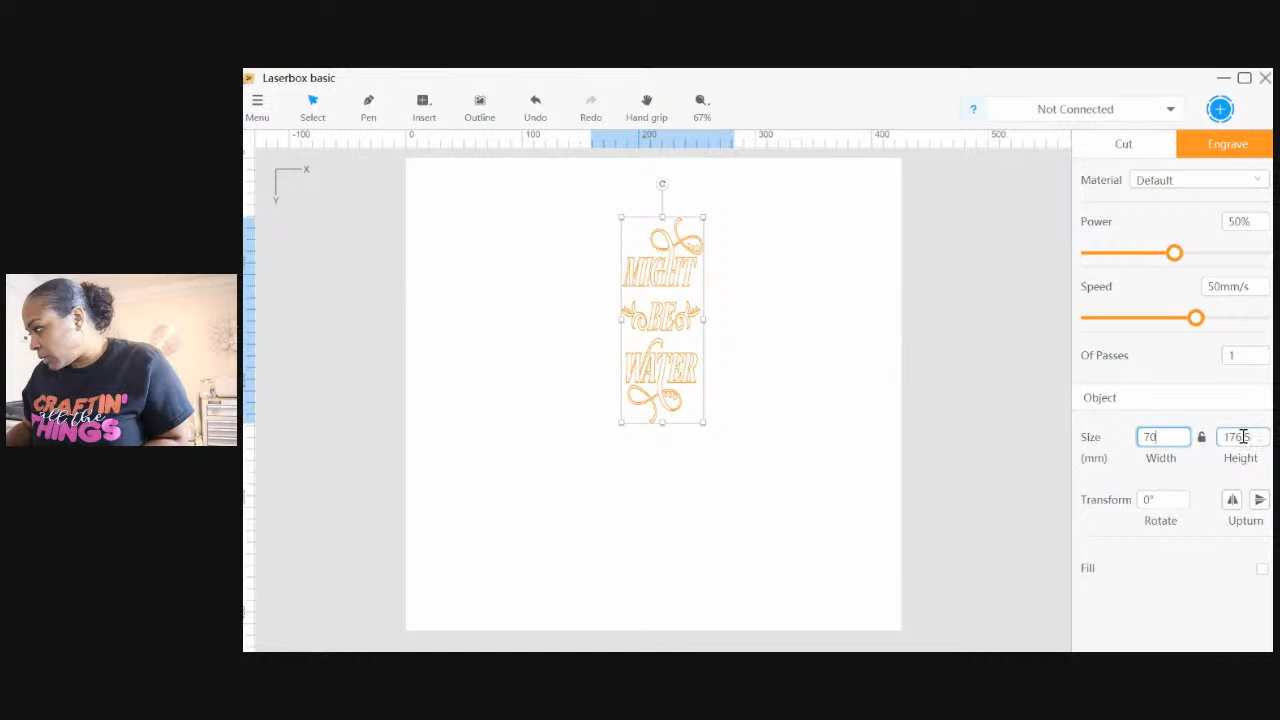 Laserbox basic
Menu Select Pen Insert Outline Undo Redo Hand grip 67%
? Not Connected
-100 0 100 200 300 400 500
X
Y
Cut Engrave
Material Default
Power 50%
Speed 50mm/s
Of Passes 1
Object
Size 70
(mm) Width Height
Transform 0°
Rotate Upturn
Fill
MIGHT
BE
WATER
CRAFTIN'
all the
THINGS